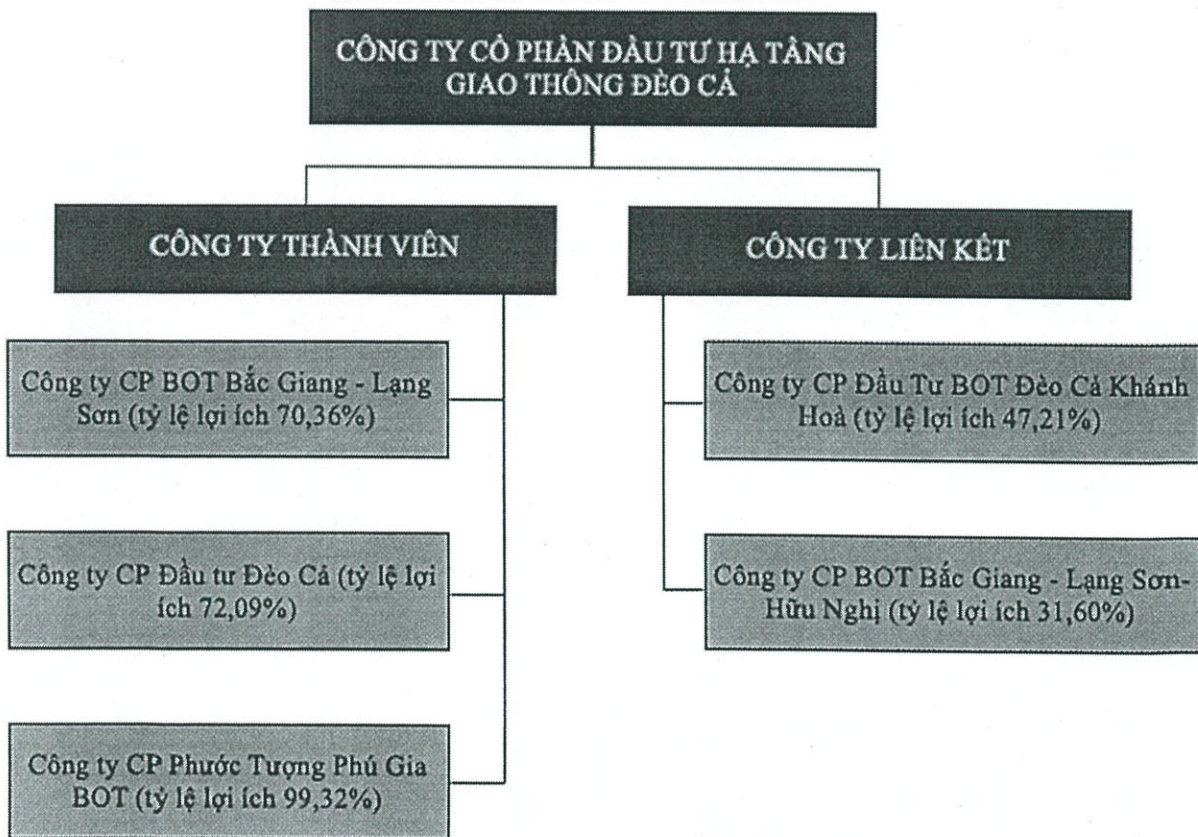 CÔNG TY CỔ PHẦN ĐẦU TƯ HẠ TẦNG
GIAO THÔNG ĐÈO CẢ
CÔNG TY THÀNH VIÊN
CÔNG TY LIÊN KẾT
Công ty CP BOT Bắc Giang - Lạng
Sơn (tỷ lệ lợi ích 70,36%)
Công ty CP Đầu tư Đèo Cả (tỷ lệ lợi
ích 72,09%)
Công ty CP Phước Tượng Phú Gia
BOT (tỷ lệ lợi ích 99,32%)
Công ty CP Đầu Tư BOT Đèo Cả Khánh
Hoà (tỷ lệ lợi ích 47,21%)
Công ty CP BOT Bắc Giang - Lạng Sơn-
Hữu Nghị (tỷ lệ lợi ích 31,60%)